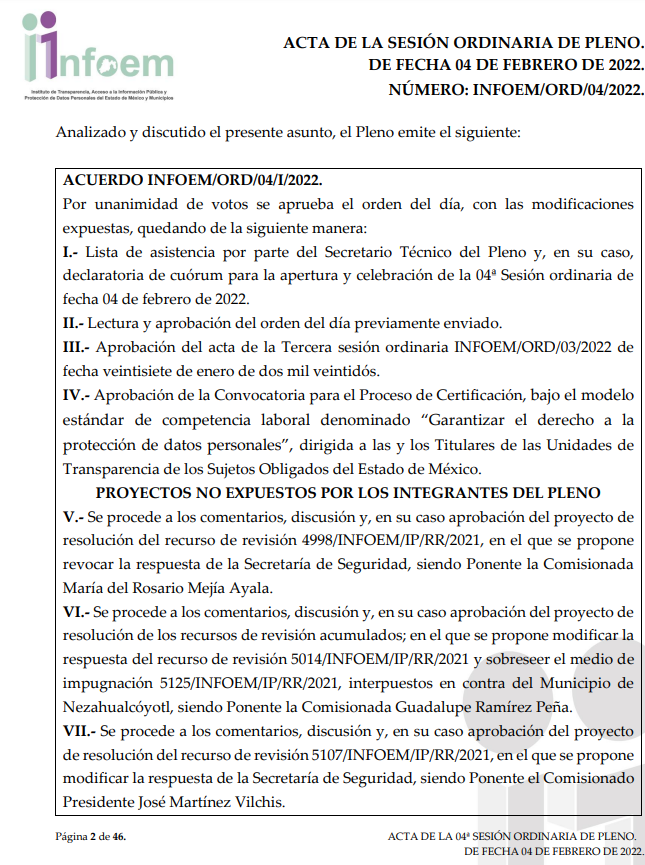 infoem
Instituto de Transparencia, Acceso a la Información Pública y
Protección de Datos Personales del Estado de México y Municipios
ACTA DE LA SESIÓN ORDINARIA DE PLENO.
DE FECHA 04 DE FEBRERO DE 2022.
NÚMERO: INFOEM/ORD/04/2022.
Analizado y discutido el presente asunto, el Pleno emite el siguiente:
ACUERDO INFOEM/ORD/04/I/2022.
Por unanimidad de votos se aprueba el orden del día, con las modificaciones
expuestas, quedando de la siguiente manera:
I.- Lista de asistencia por parte del Secretario Técnico del Pleno y, en su caso,
declaratoria de cuórum para la apertura y celebración de la 04ª Sesión ordinaria de
fecha 04 de febrero de 2022.
II.- Lectura y aprobación del orden del día previamente enviado.
III.- Aprobación del acta de la Tercera sesión ordinaria INFOEM/ORD/03/2022 de
fecha veintisiete de enero de dos mil veintidós.
IV.- Aprobación de la Convocatoria para el Proceso de Certificación, bajo el modelo
estándar de competencia laboral denominado “Garantizar el derecho a la
protección de datos personales”, dirigida a las y los Titulares de las Unidades de
Transparencia de los Sujetos Obligados del Estado de México.
PROYECTOS NO EXPUESTOS POR LOS INTEGRANTES DEL PLENO
V.- Se procede a los comentarios, discusión y, en su caso aprobación del proyecto de
resolución del recurso de revisión 4998/INFOEM/IP/RR/2021, en el que se propone
revocar la respuesta de la Secretaría de Seguridad, siendo Ponente la Comisionada
María del Rosario Mejía Ayala.
VI.- Se procede a los comentarios, discusión y, en su caso aprobación del proyecto de
resolución de los recursos de revisión acumulados; en el que se propone modificar la
respuesta del recurso de revisión 5014/INFOEM/IP/RR/2021 y sobreseer el medio de
impugnación 5125/INFOEM/IP/RR/2021, interpuestos en contra del Municipio de
Nezahualcóyotl, siendo Ponente la Comisionada Guadalupe Ramírez Peña.
VII.- Se procede a los comentarios, discusión y, en su caso aprobación del proyecto
de resolución del recurso de revisión 5107/INFOEM/IP/RR/2021, en el que se propone
modificar la respuesta de la Secretaría de Seguridad, siendo Ponente el Comisionado
Presidente José Martínez Vilchis.
Página 2 de 46.
ACTA DE LA 04ª SESIÓN ORDINARIA DE PLENO.
DE FECHA 04 DE FEBRERO DE 2022.